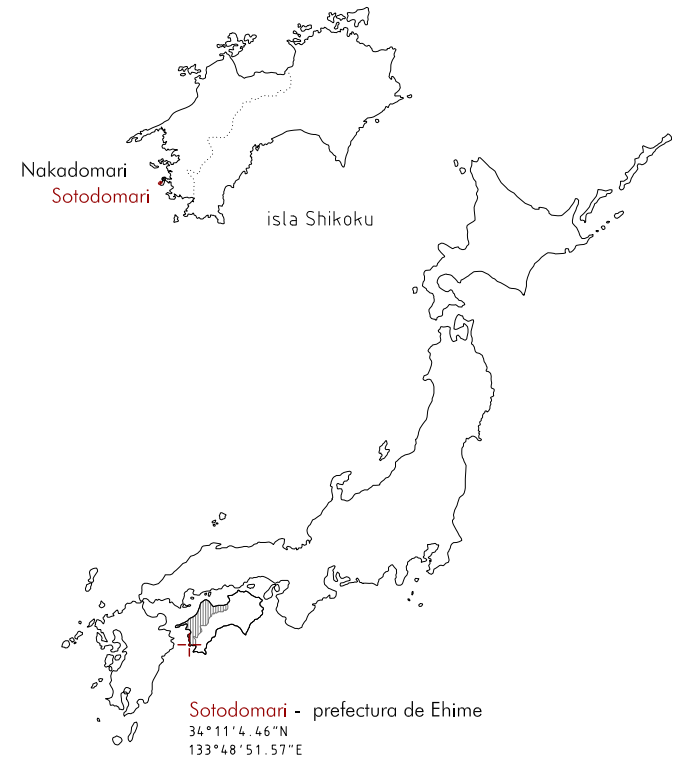 Nakadomari
Sotodomari
isla Shikoku
Sotodomari - prefectura de Ehime
34°11'4.46"N
133°48'51.57"E